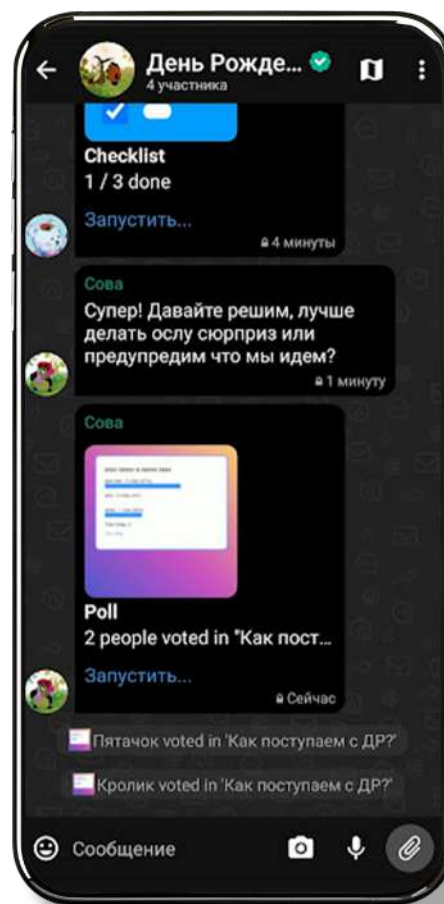 День Рожде...
4 участника
Checklist
1 / 3 done
Запустить...
4 минуты
Сова
Супер! Давайте решим, лучше
делать ослу сюрприз или
предупредим что мы идем?
1 минуту
Сова
Poll
2 people voted in "Как пост...
Запустить...
Сейчас
Пятачок voted in 'Как поступаем с ДР?'
Кролик voted in 'Как поступаем с ДР?'
Сообщение